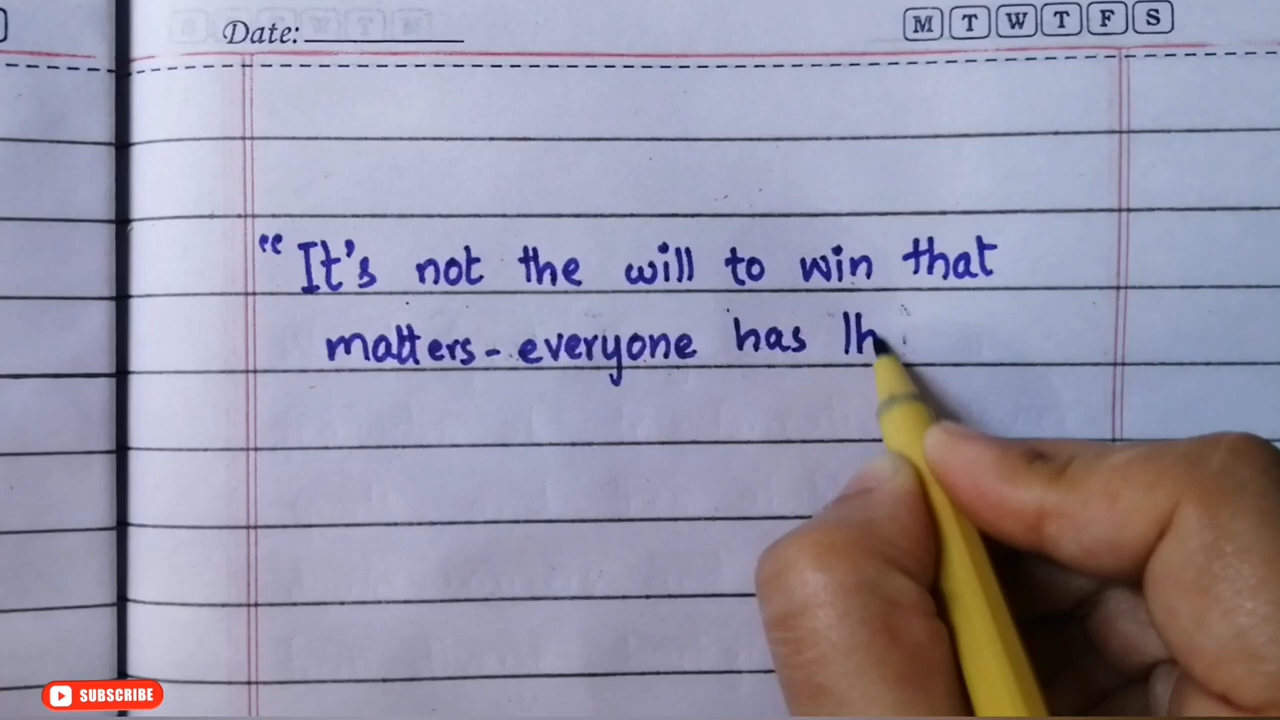 Date:
M T W T F S
“It's not the will to win that
matters - everyone has
SUBSCRIBE